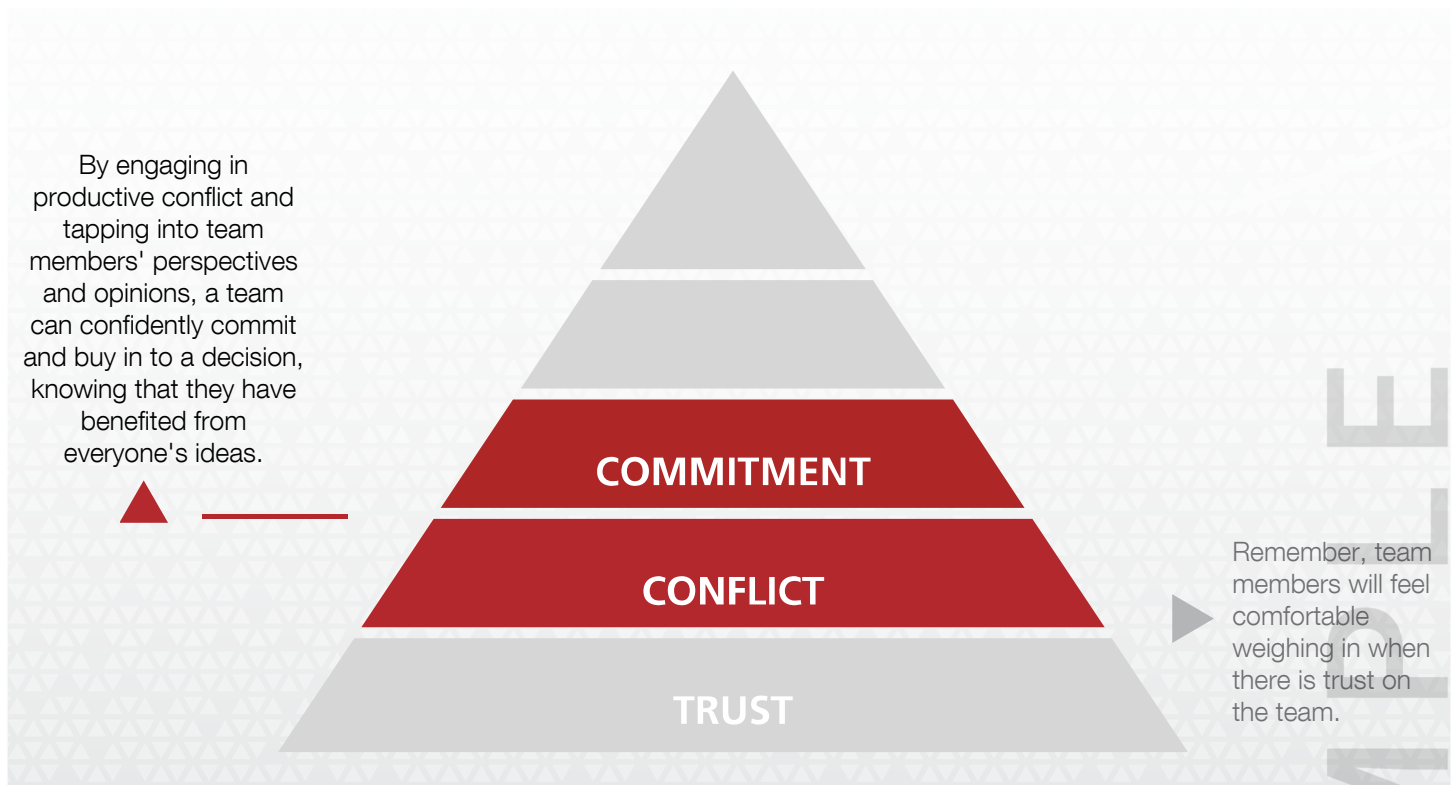 By engaging in
productive conflict and
tapping into team
members' perspectives
and opinions, a team
can confidently commit
and buy in to a decision,
knowing that they have
benefited from
everyone's ideas.
COMMITMENT
CONFLICT
TRUST
Remember, team
members will feel
comfortable
weighing in when
there is trust on
the team.
MPLE